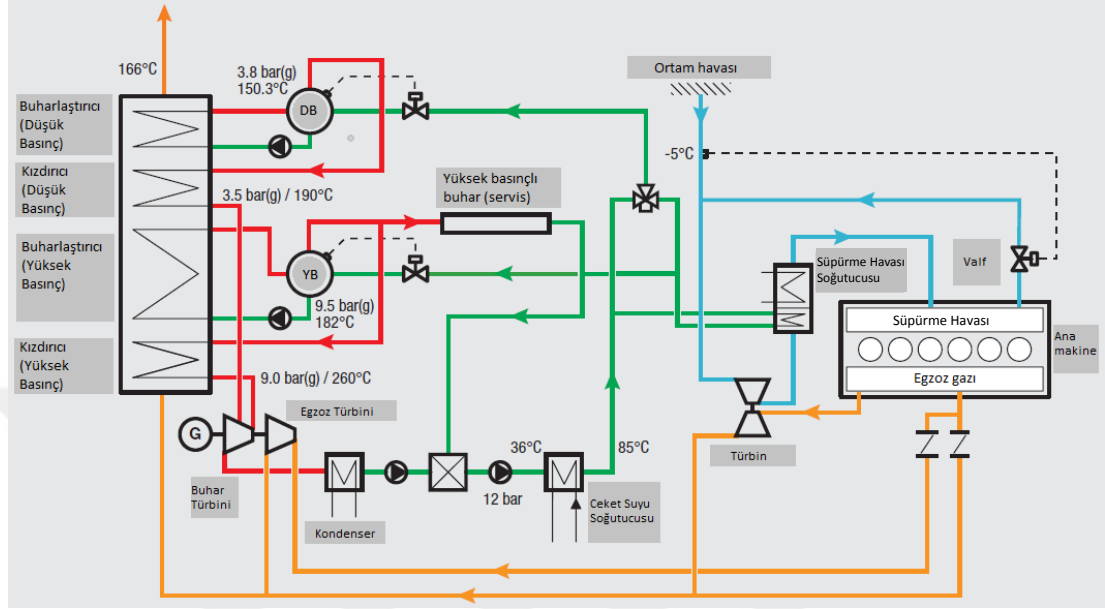 166°C
3.8 bar(g)
150.3°C
DB
Buharlaştırıcı
(Düşük
Basınç)
Kızdırıcı
(Düşük
Basınç)
3.5 bar(g) / 190°C
Buharlaştırıcı
(Yüksek
Basınç)
YB
9.5 bar(g)
182°C
Kızdırıcı
(Yüksek
Basınç)
9.0 bar(g) / 260°C
Yüksek basınçlı
buhar (servis)
Ortam havası
-5°C
Süpürme Havası
Soğutucusu
Valf
Süpürme Havası
Egzoz gazı
Ana
makine
Türbin
Egzoz Türbini
G
Buhar
Türbini
Kondenser
36°C
12 bar
85°C
Ceket Suyu
Soğutucusu